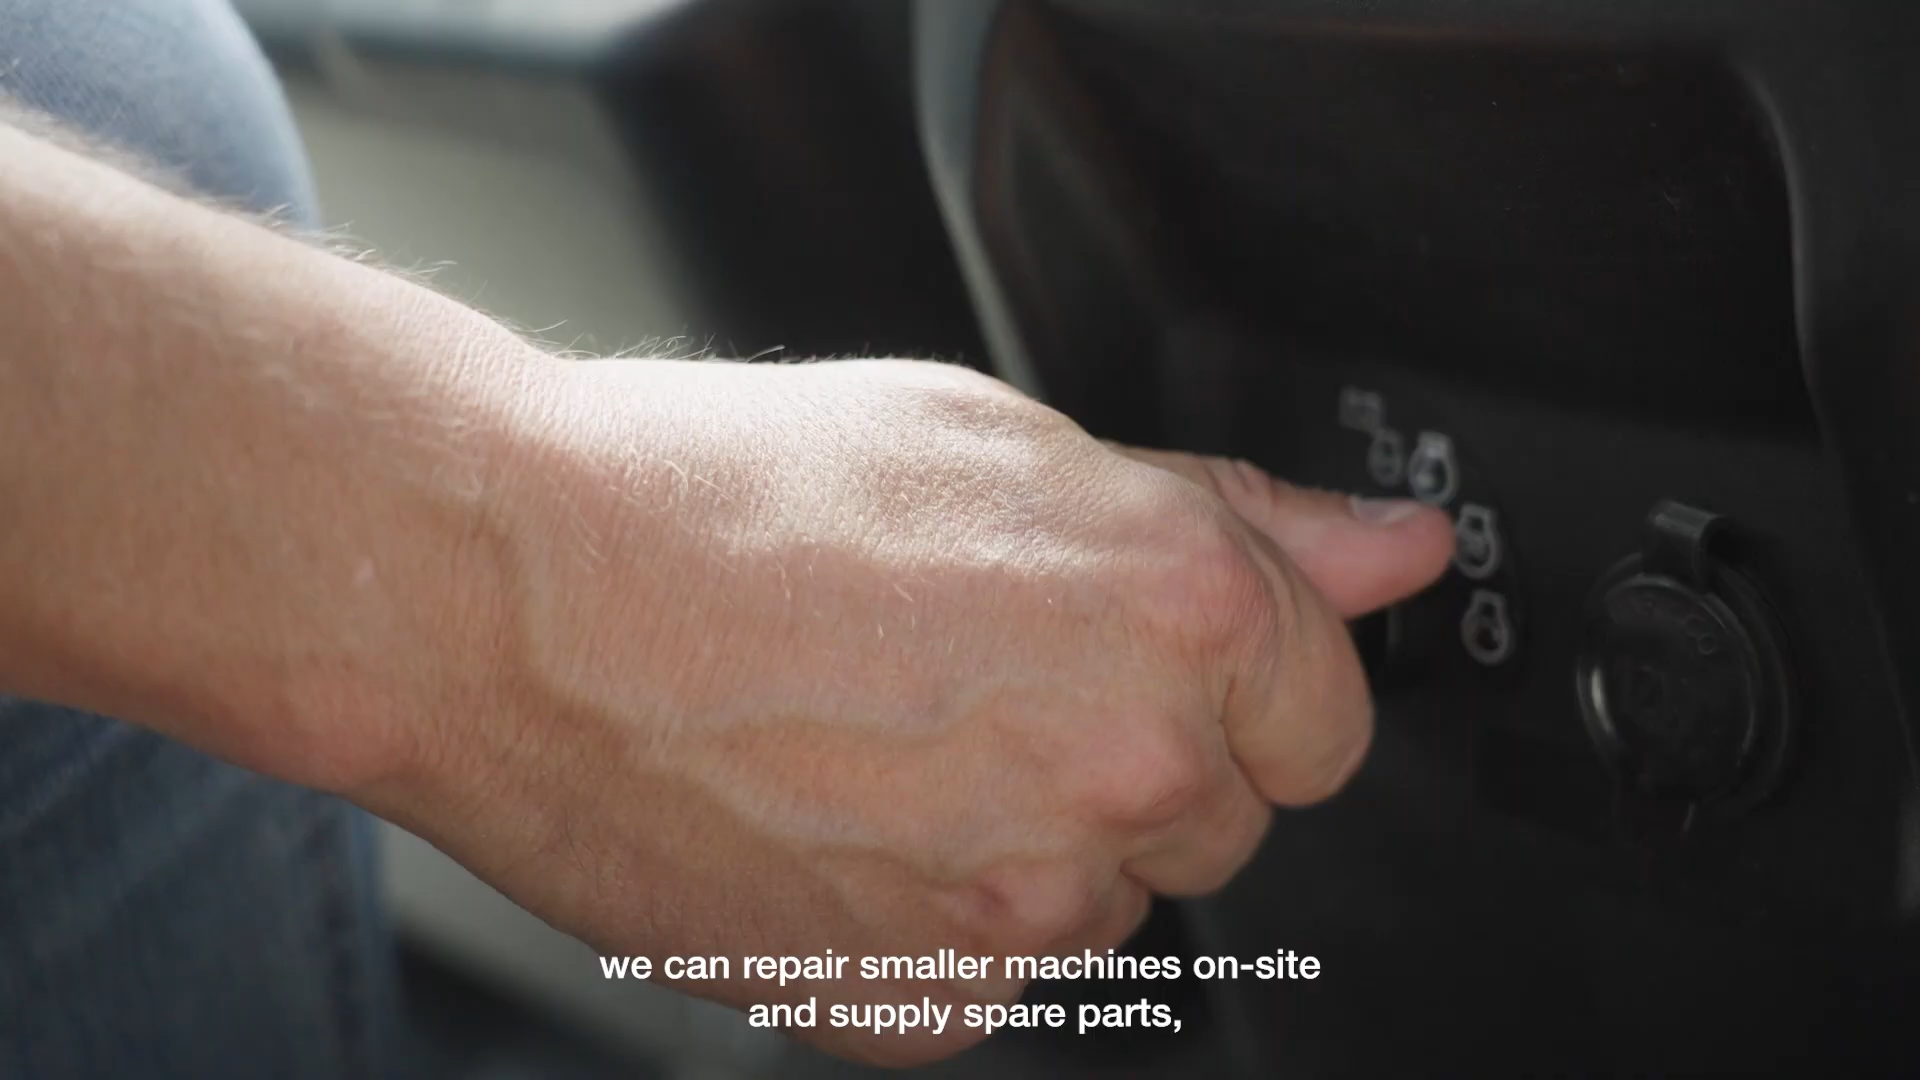 we can repair smaller machines on-site
and supply spare parts,